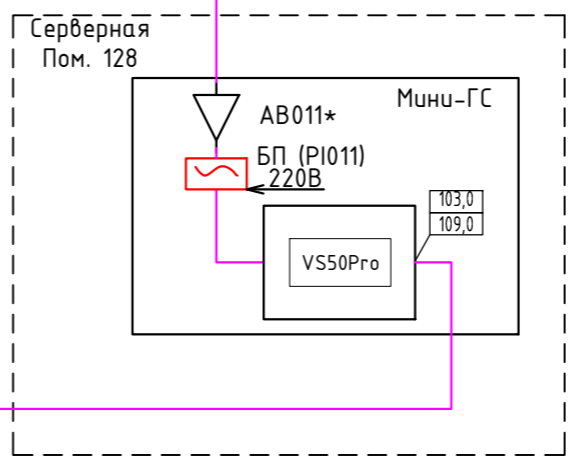 Серверная
Пом. 128
Мини-ГС
АВ011*
БП (PI011)
220В
103,0
109,0
VS50Pro